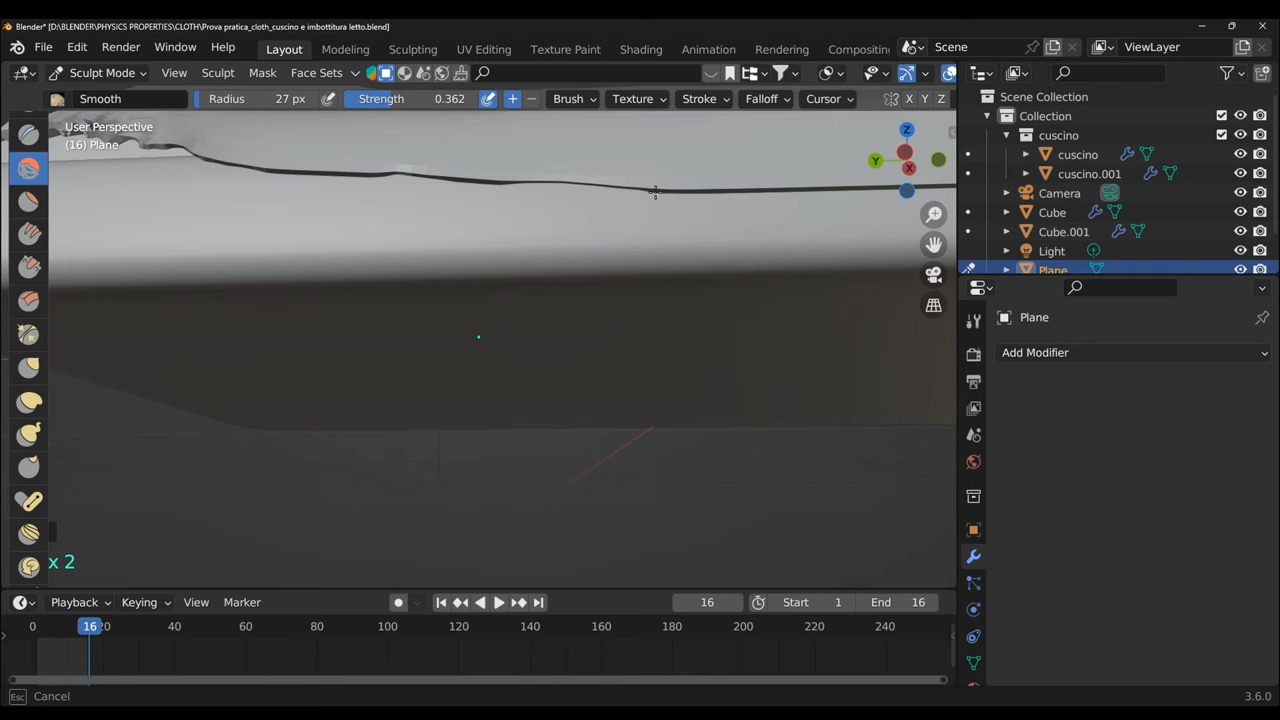 Blender* [D:\BLENDER\PHYSICS PROPERTIES\CLOTH\Prova pratica_cloth_cuscino e imbottitura letto.blend]
File Edit Render Window Help Layout Modeling Sculpting UV Editing Texture Paint Shading Animation Rendering Compositing Scene ViewLayer
Sculpt Mode View Sculpt Mask Face Sets
Smooth Radius 27 px Strength 0.362 Brush Texture Stroke Falloff Cursor X Y Z
User Perspective
(16) Plane
Z
Y
X
x 2
Scene Collection
Collection
cuscino
cuscino
cuscino.001
Camera
Cube
Cube.001
Light
Plane
Plane
Add Modifier
Playback Keying View Marker 16 Start 1 End 16
0 16 20 40 60 80 100 120 140 160 180 200 220 240
Esc Cancel 3.6.0